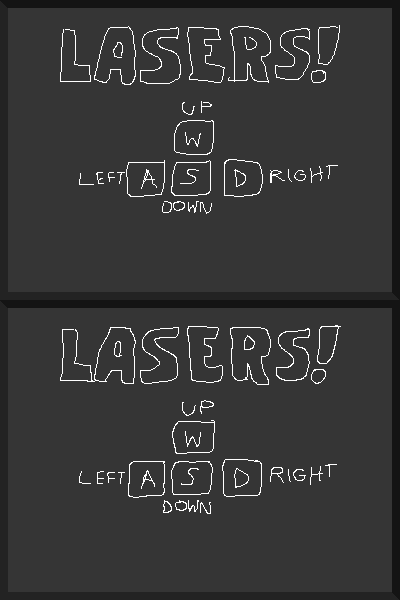 LASERS!
UP
W
LEFT A S D RIGHT
DOWN
LASERS!
UP
W
LEFT A S D RIGHT
DOWN